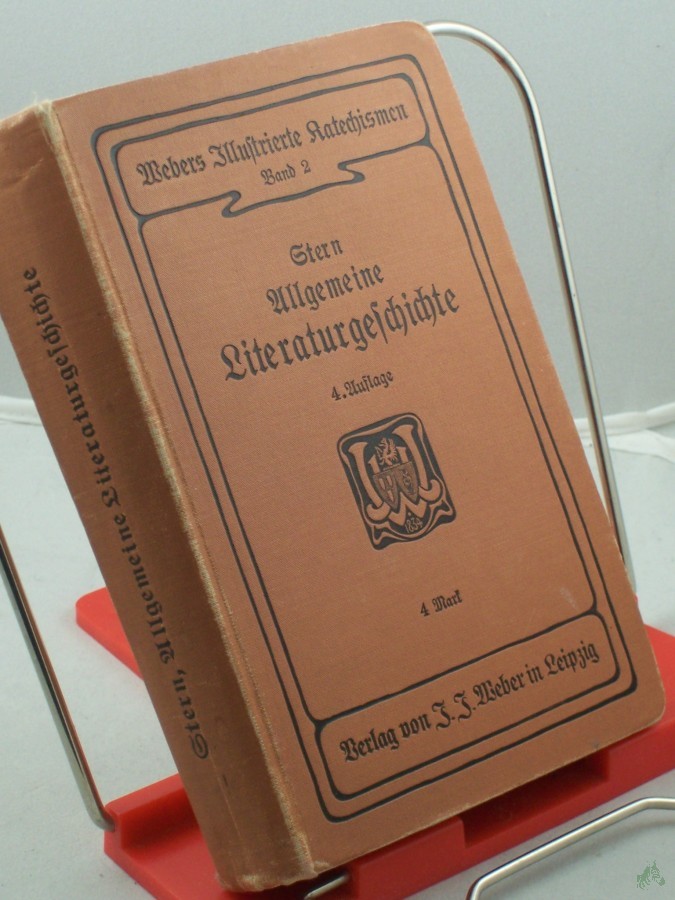 Webers Illustrierte Katechismen
Band 2
Stern
Allgemeine
Literaturgeschichte
4. Auflage
1834
4 Mark
Verlag von J. J. Weber in Leipzig
Stern, Allgemeine Literaturgeschichte